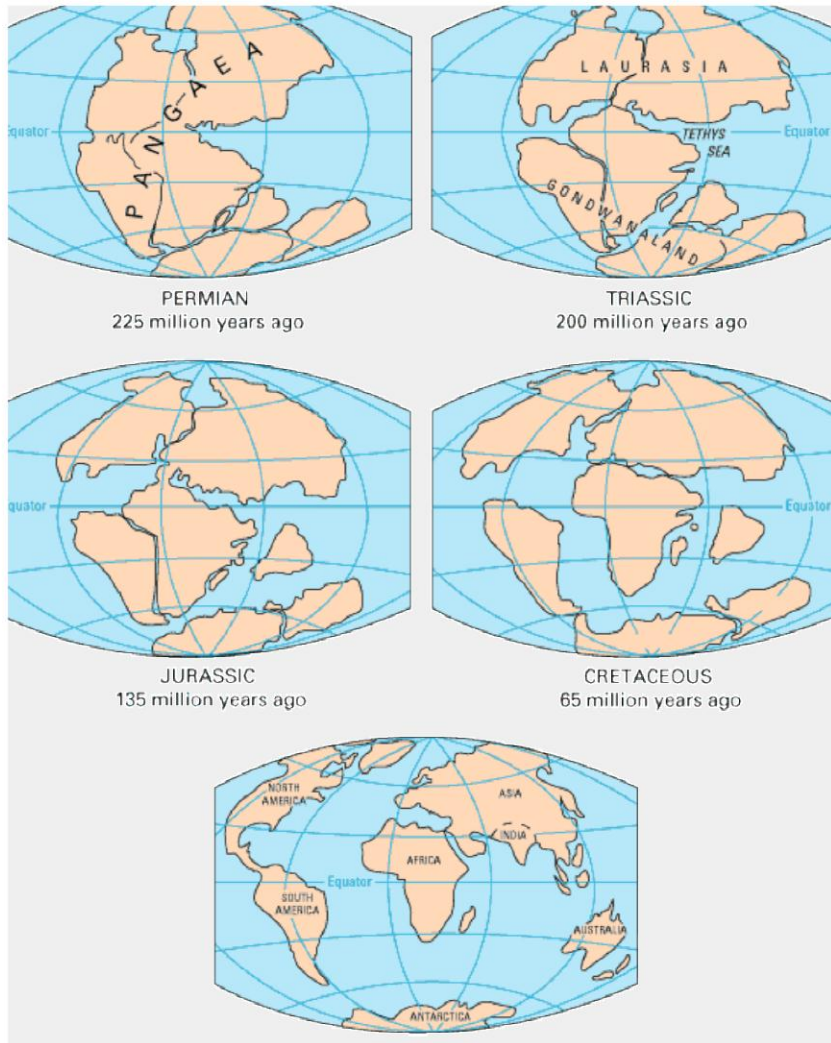 PANGAEA
Equator
PERMIAN
225 million years ago
LAURASIA
TETHYS
SEA
Equator
GONDWANALAND
TRIASSIC
200 million years ago
Equator
JURASSIC
135 million years ago
Equator
CRETACEOUS
65 million years ago
NORTH
AMERICA
ASIA
INDIA
AFRICA
Equator
SOUTH
AMERICA
AUSTRALIA
ANTARCTICA